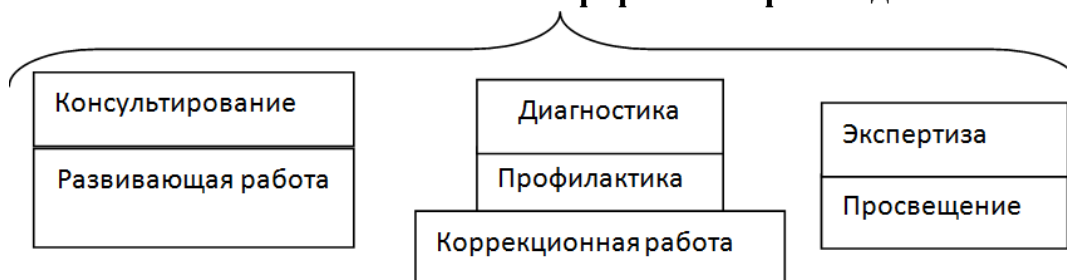 Консультирование
Развивающая работа
Диагностика
Профилактика
Коррекционная работа
Экспертиза
Просвещение